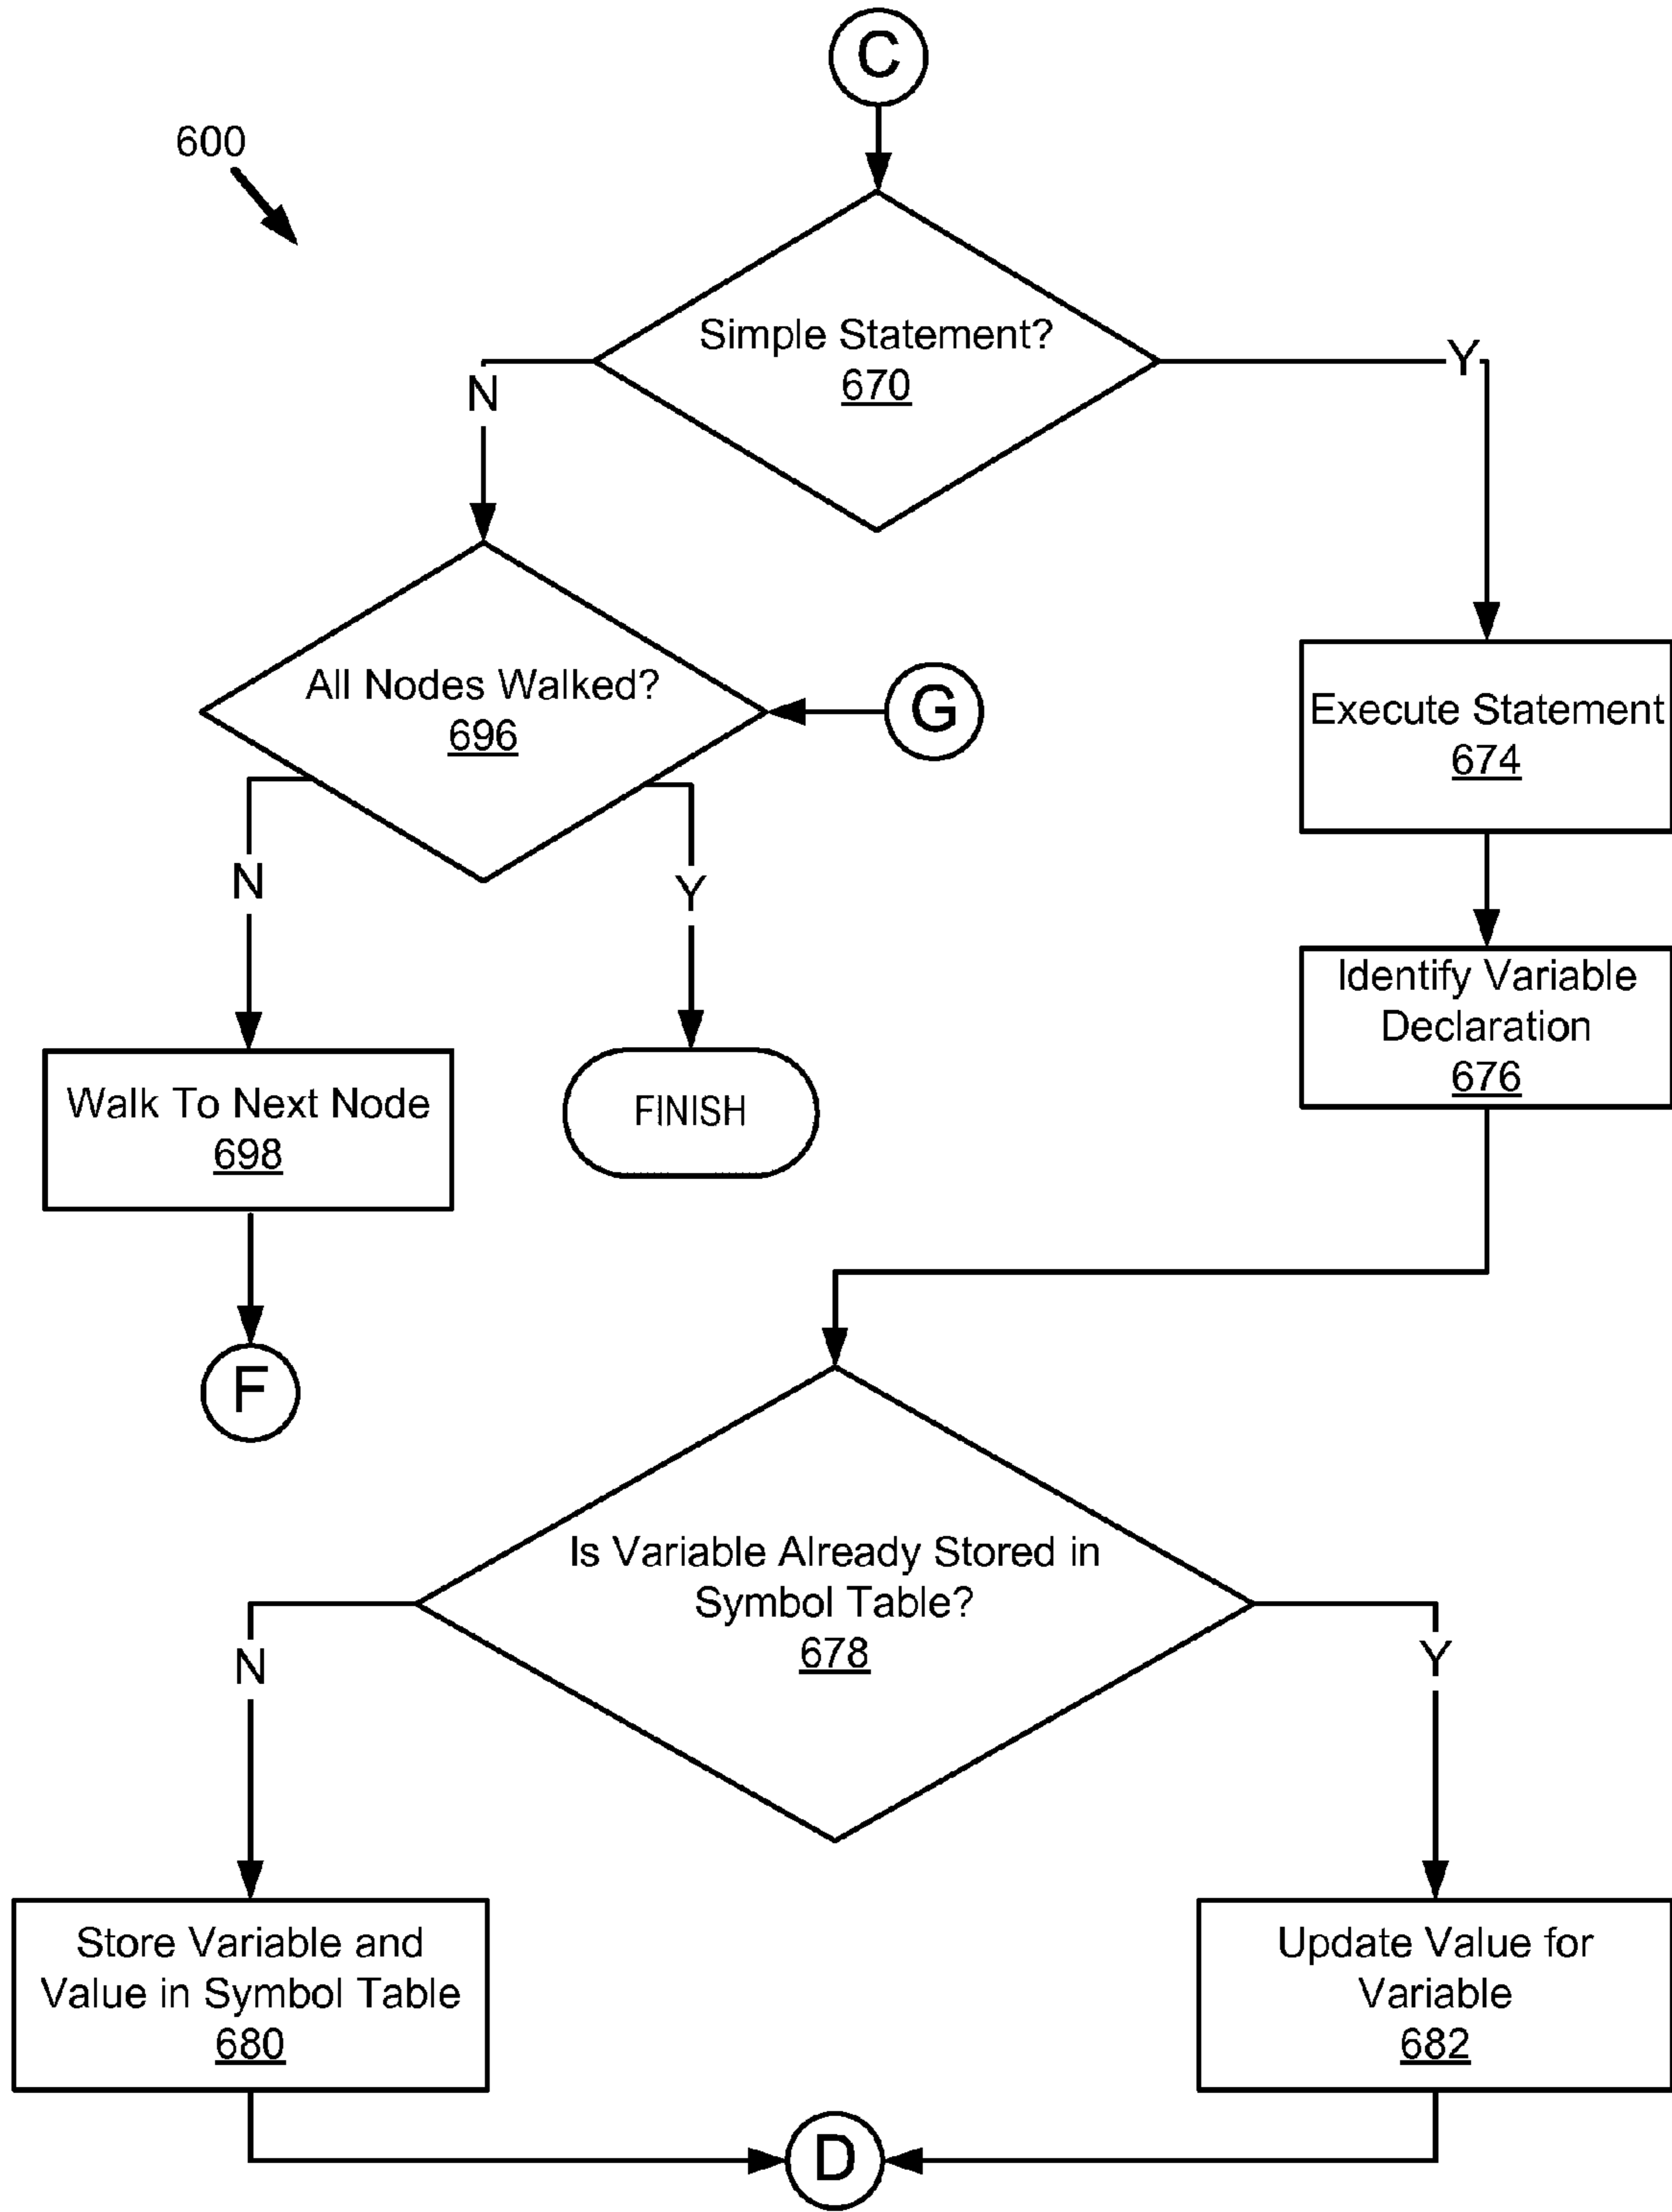 C
600
Simple Statement?
670
N
Y
All Nodes Walked?
696
G
Execute Statement
674
N
Y
Identify Variable
Declaration
676
Walk To Next Node
698
FINISH
F
Is Variable Already Stored in
Symbol Table?
678
N
Y
Store Variable and
Value in Symbol Table
680
Update Value for
Variable
682
D